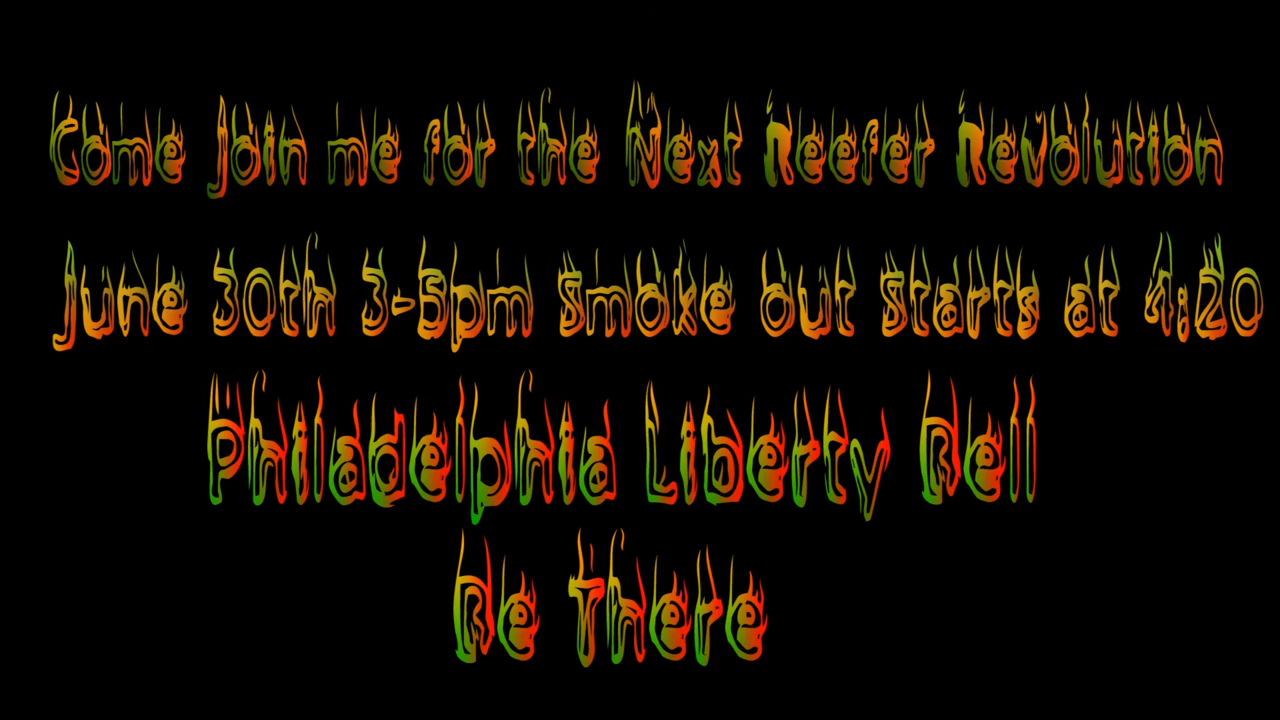 Come Join me for the Next Reefer Revolution
June 30th 3-5pm Smoke out starts at 4:20
Philadelphia Liberty Bell
Be There